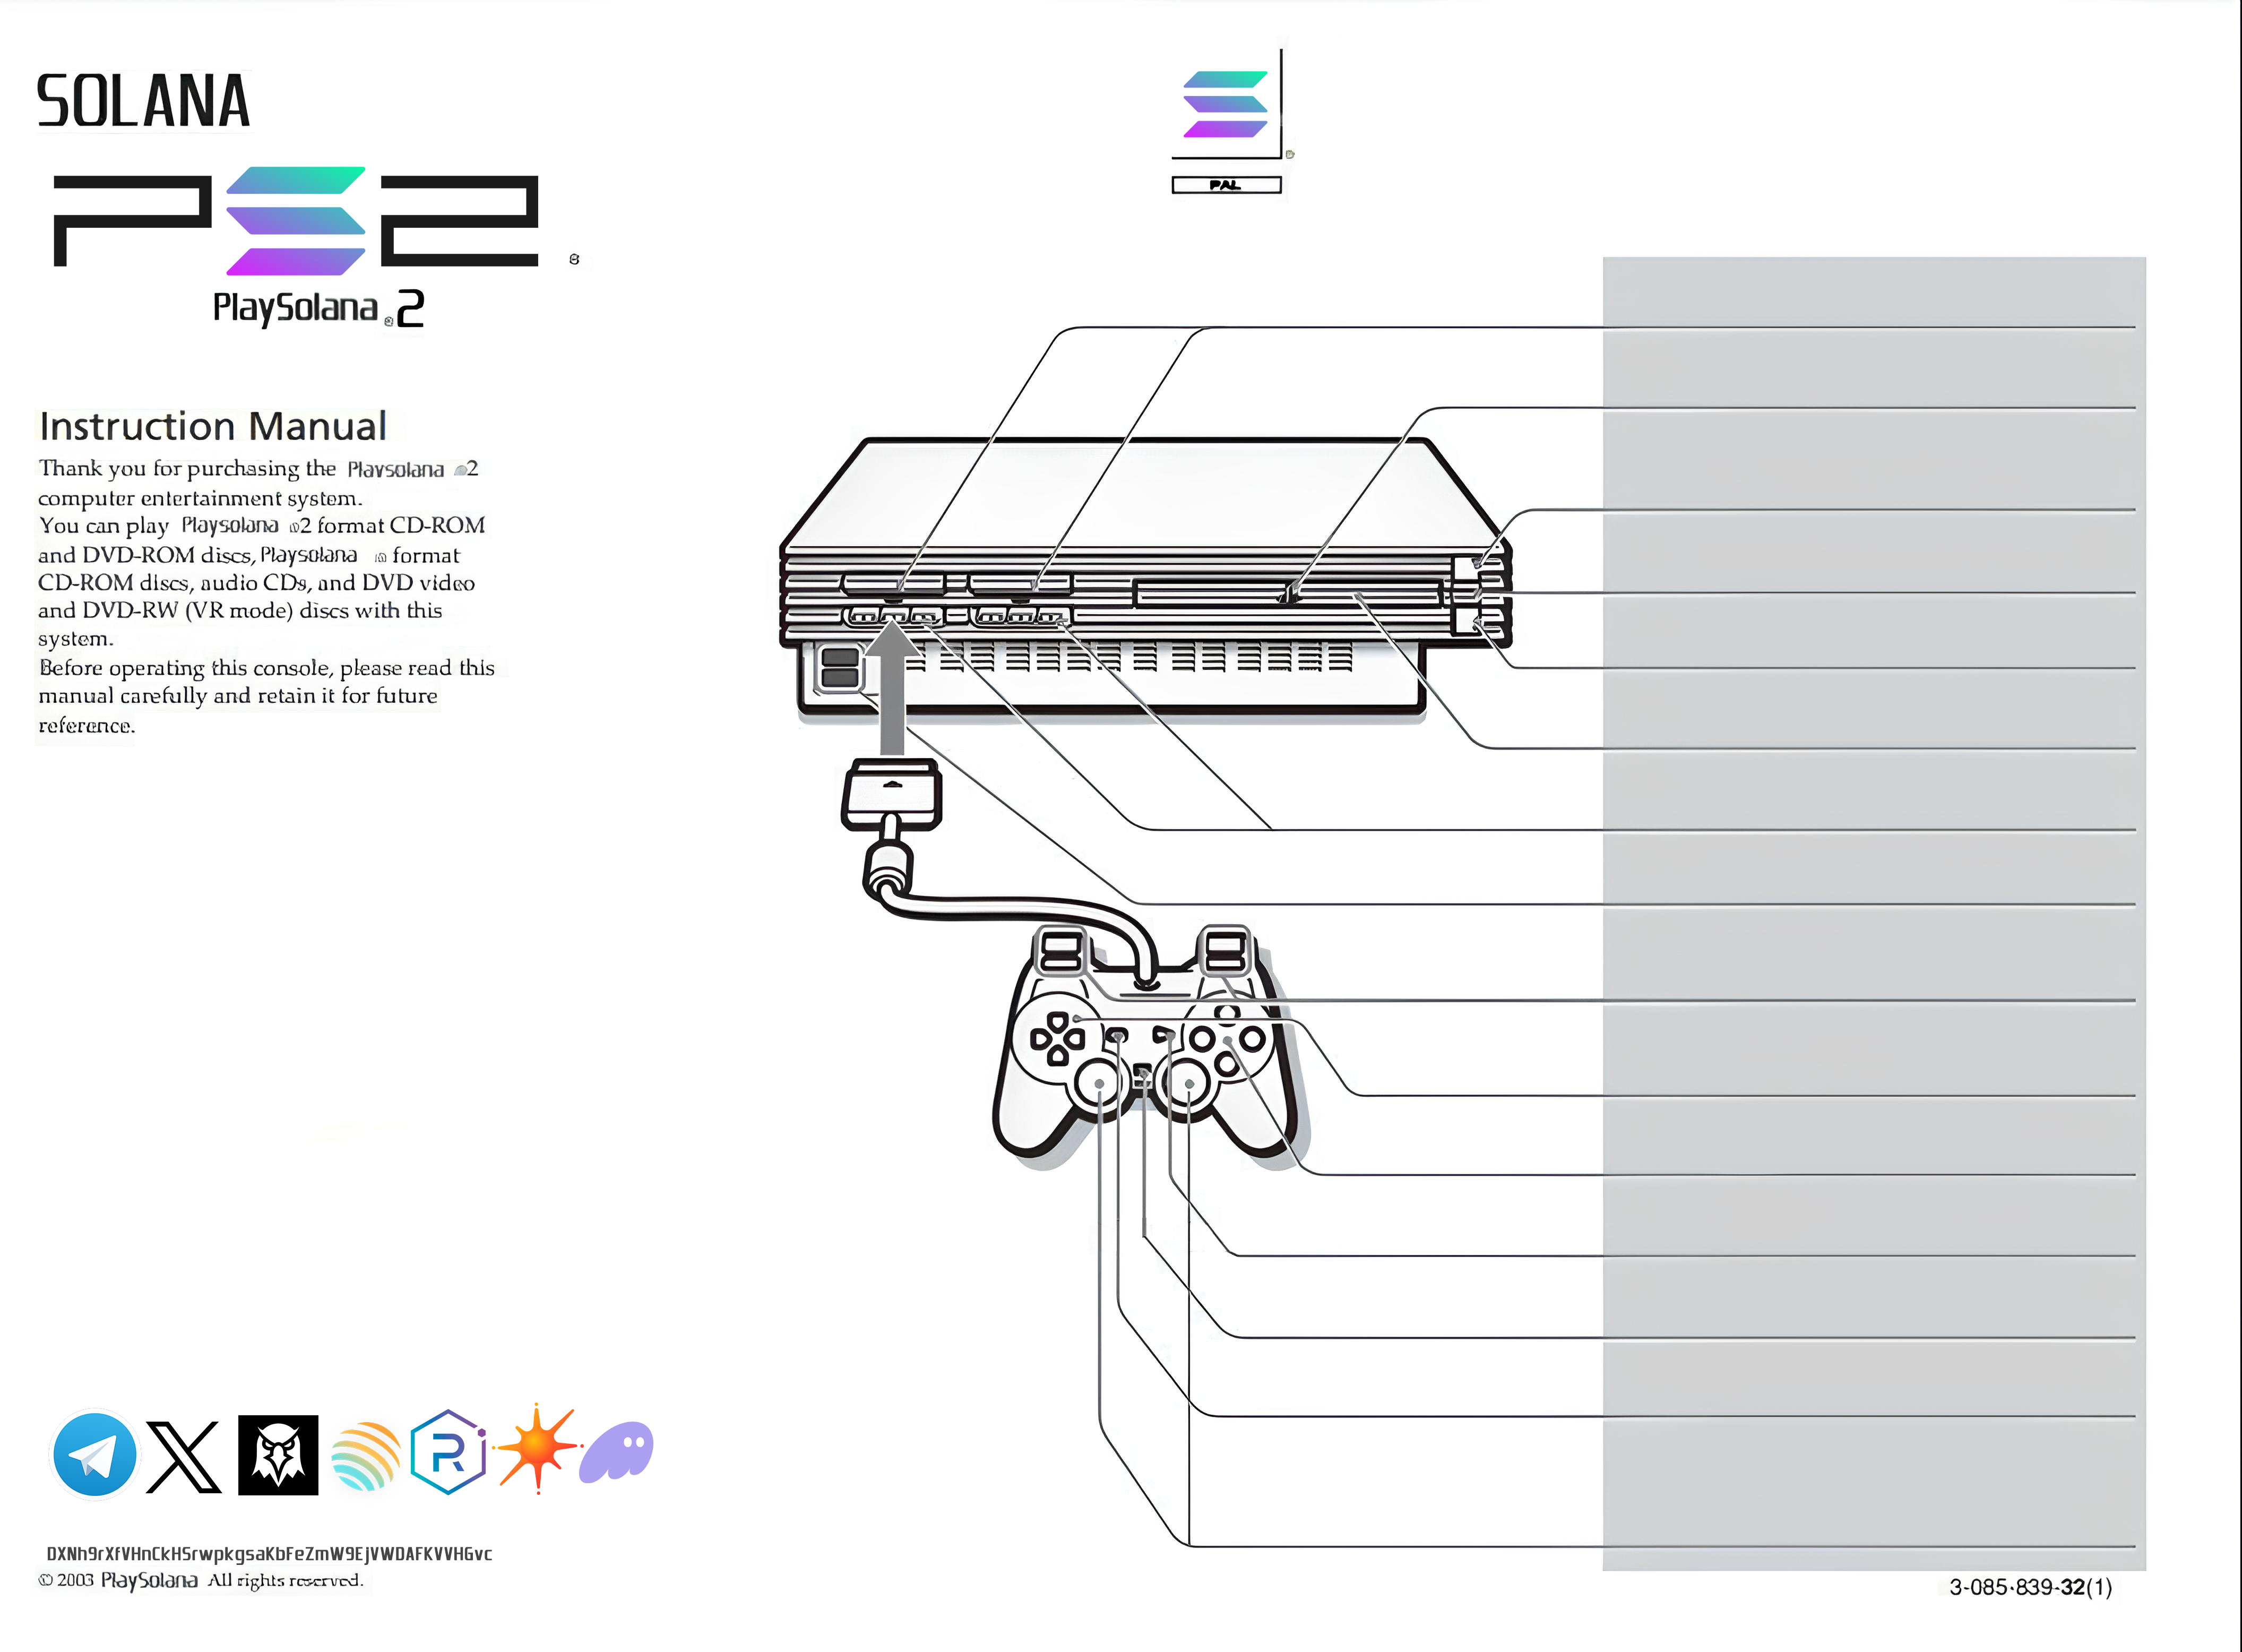 SOLANA
PS2
PlaySolana 2
PAL
Instruction Manual
Thank you for purchasing the Playsolana 2
computer entertainment system.
You can play Playsolana 2 format CD-ROM
and DVD-ROM discs, Playsolana format
CD-ROM discs, audio CDs, and DVD video
and DVD-RW (VR mode) discs with this
system.
Before operating this console, please read this
manual carefully and retain it for future
reference.
R
DXNh9rXfVHnCkHSrwpkgsaKbFeZmW9EjVWDAFKVVHGvc
© 2003 PlaySolana All rights reserved.
3-085-839-32(1)